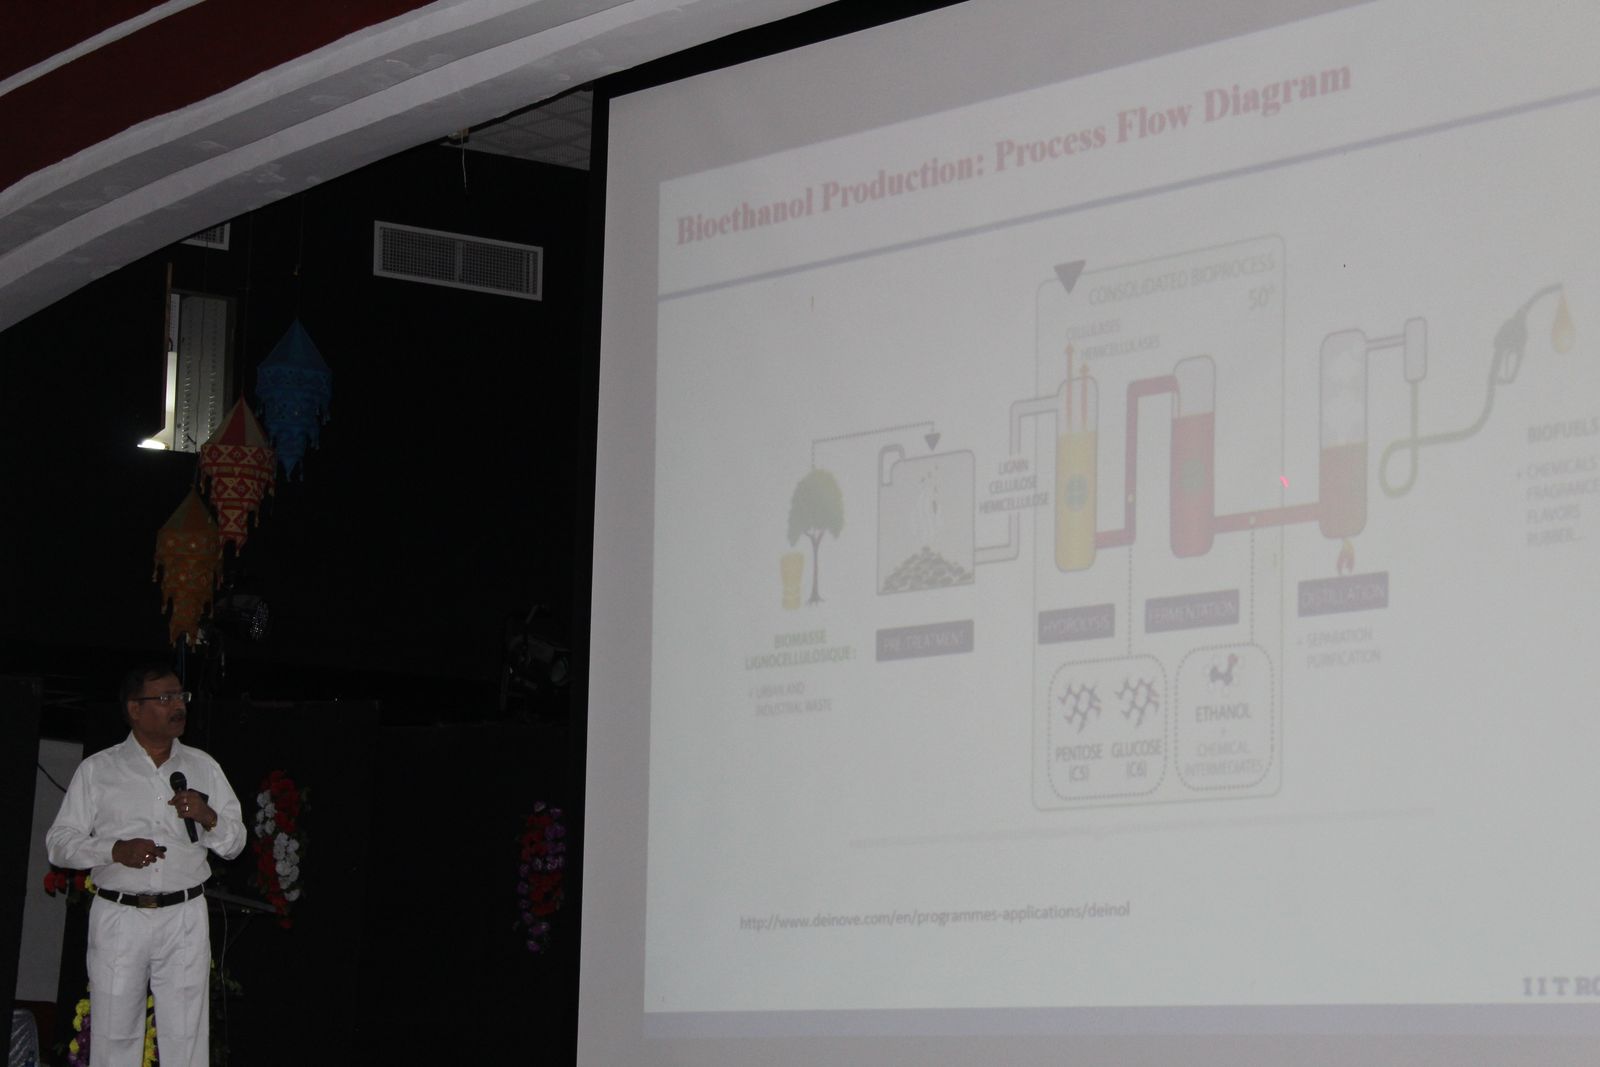 Bioethanol Production: Process Flow Diagram
CONSOLIDATED BIOPROCESS
50°
CELLULASES
HEMICELLULASES
LIGNIN
CELLULOSE
HEMICELLULOSE
BIOMASSE
LIGNOCELLULOSIQUE :
+ URBAN AND
INDUSTRIAL WASTE
PRE-TREATMENT
HYDROLYSIS
FERMENTATION
DISTILLATION
+ SEPARATION
PURIFICATION
BIOFUELS
+ CHEMICALS
FRAGRANCE
FLAVORS
RUBBER...
PENTOSE
(C5)
GLUCOSE
(C6)
ETHANOL
+
CHEMICAL
INTERMEDIATES
http://www.deinove.com/en/programmes-applications/deinol
IIT RO